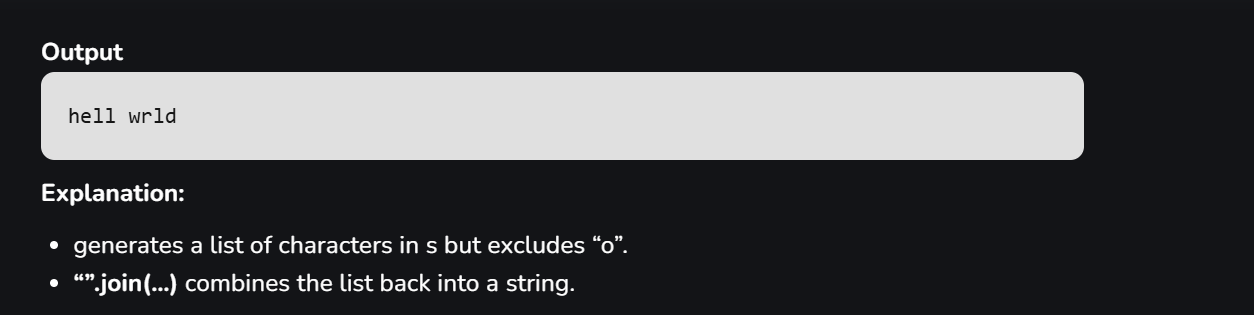 Output
hell wrld
Explanation:
• generates a list of characters in s but excludes “o”.
• “”.join(...) combines the list back into a string.